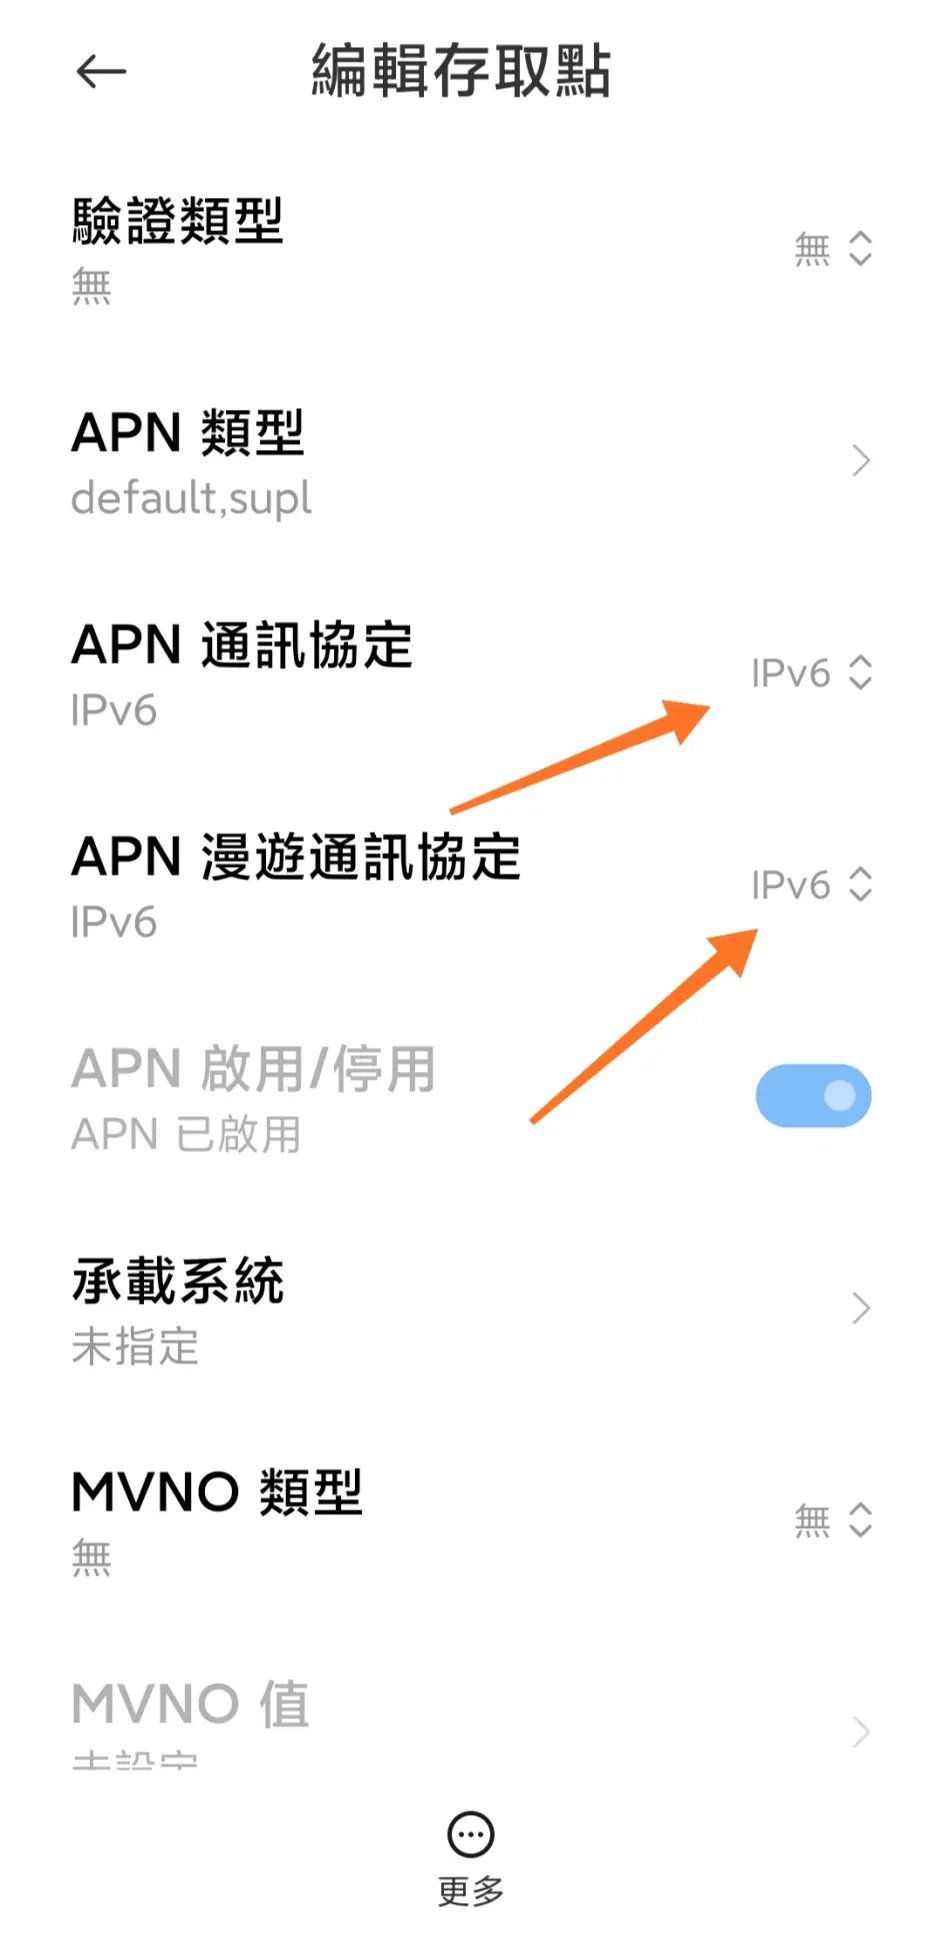 編輯存取點
驗證類型
無
無
APN 類型
default,supl
APN 通訊協定
IPv6
IPv6
APN 漫遊通訊協定
IPv6
IPv6
APN 啟用/停用
APN 已啟用
承載系統
未指定
MVNO 類型
無
無
MVNO 值
未設定
更多